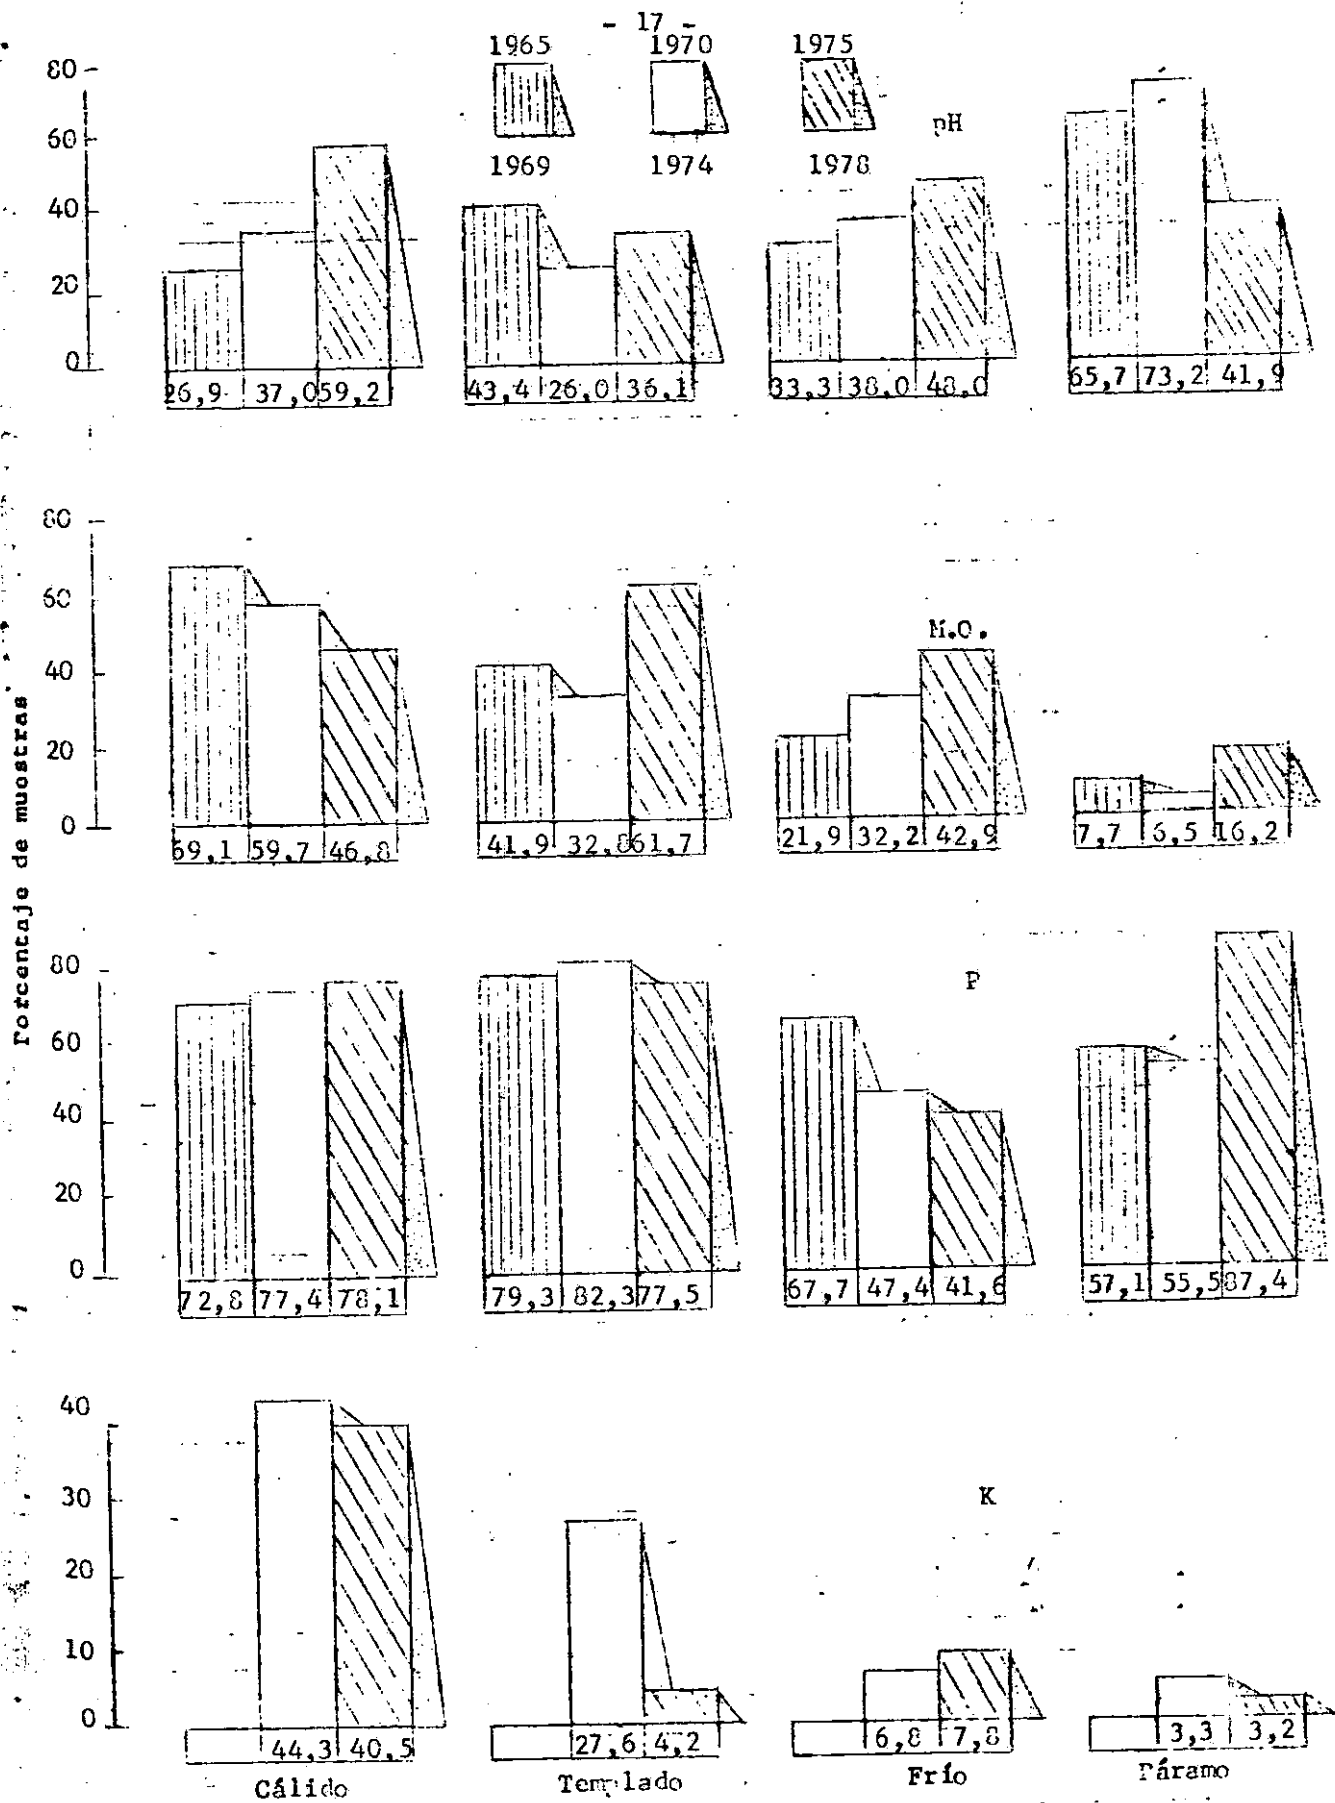 - 17 -
1965 1970 1975
1969 1974 1978
pH
80
60
40
20
0
26,9 37,0 59,2
43,4 26,0 36,1
33,3 38,0 48,0
65,7 73,2 41,9
M.O.
80
60
40
20
0
69,1 59,7 46,8
41,9 32,8 61,7
21,9 32,2 42,9
7,7 6,5 16,2
Porcentaje de muestras
P
80
60
40
20
0
72,8 77,4 78,1
79,3 82,3 77,5
67,7 47,4 41,6
57,1 55,5 87,4
K
40
30
20
10
0
44,3 40,5
27,6 4,2
6,8 7,8
3,3 3,2
Cálido Templado Frío Páramo